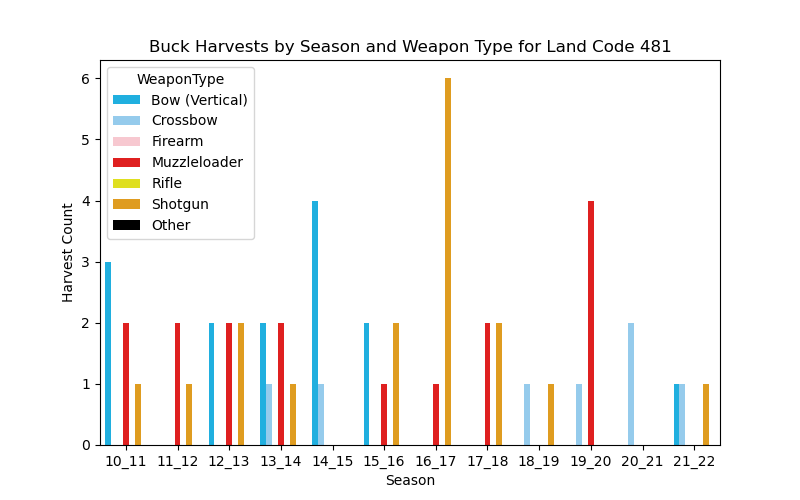 Buck Harvests by Season and Weapon Type for Land Code 481
WeaponType
Bow (Vertical)
Crossbow
Firearm
Muzzleloader
Rifle
Shotgun
Other
Harvest Count
6
5
4
3
2
1
0
10_11 11_12 12_13 13_14 14_15 15_16 16_17 17_18 18_19 19_20 20_21 21_22
Season